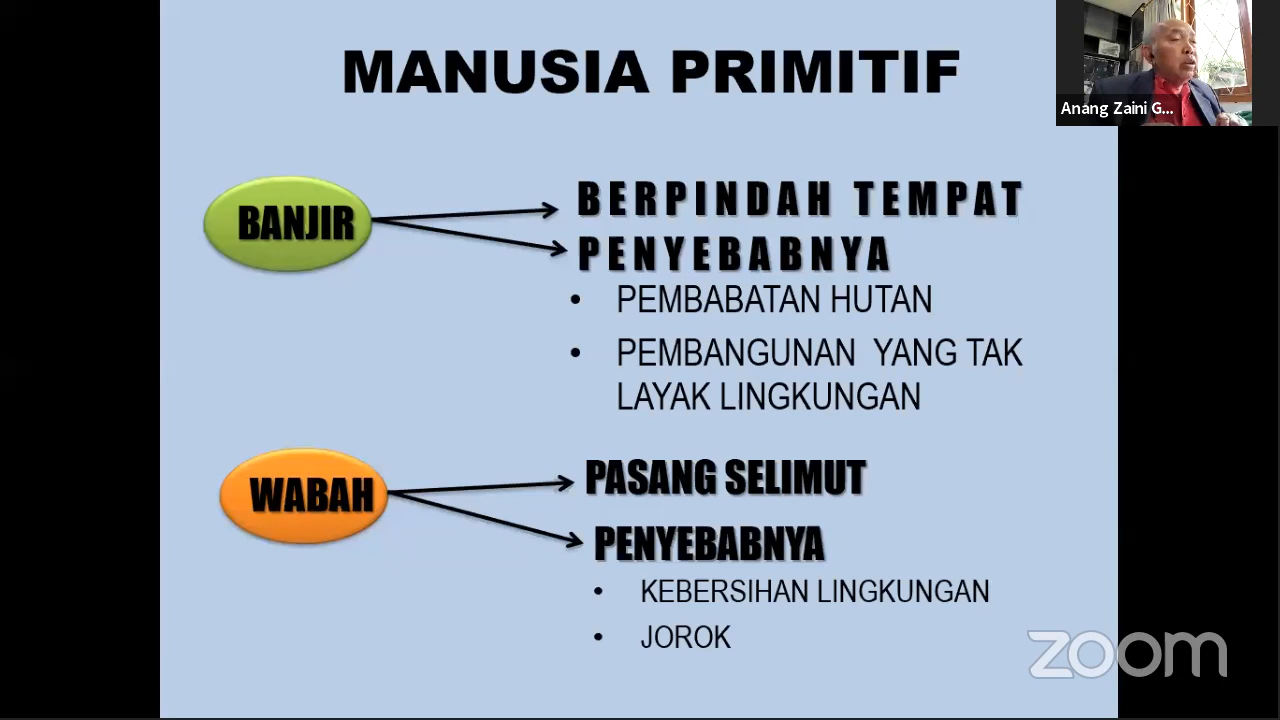 MANUSIA PRIMITIF
Anang Zaini G...
BANJIR
BERPINDAH TEMPAT
PENYEBABNYA
• PEMBABATAN HUTAN
• PEMBANGUNAN YANG TAK
LAYAK LINGKUNGAN
WABAH
PASANG SELIMUT
PENYEBABNYA
• KEBERSIHAN LINGKUNGAN
• JOROK
zoom